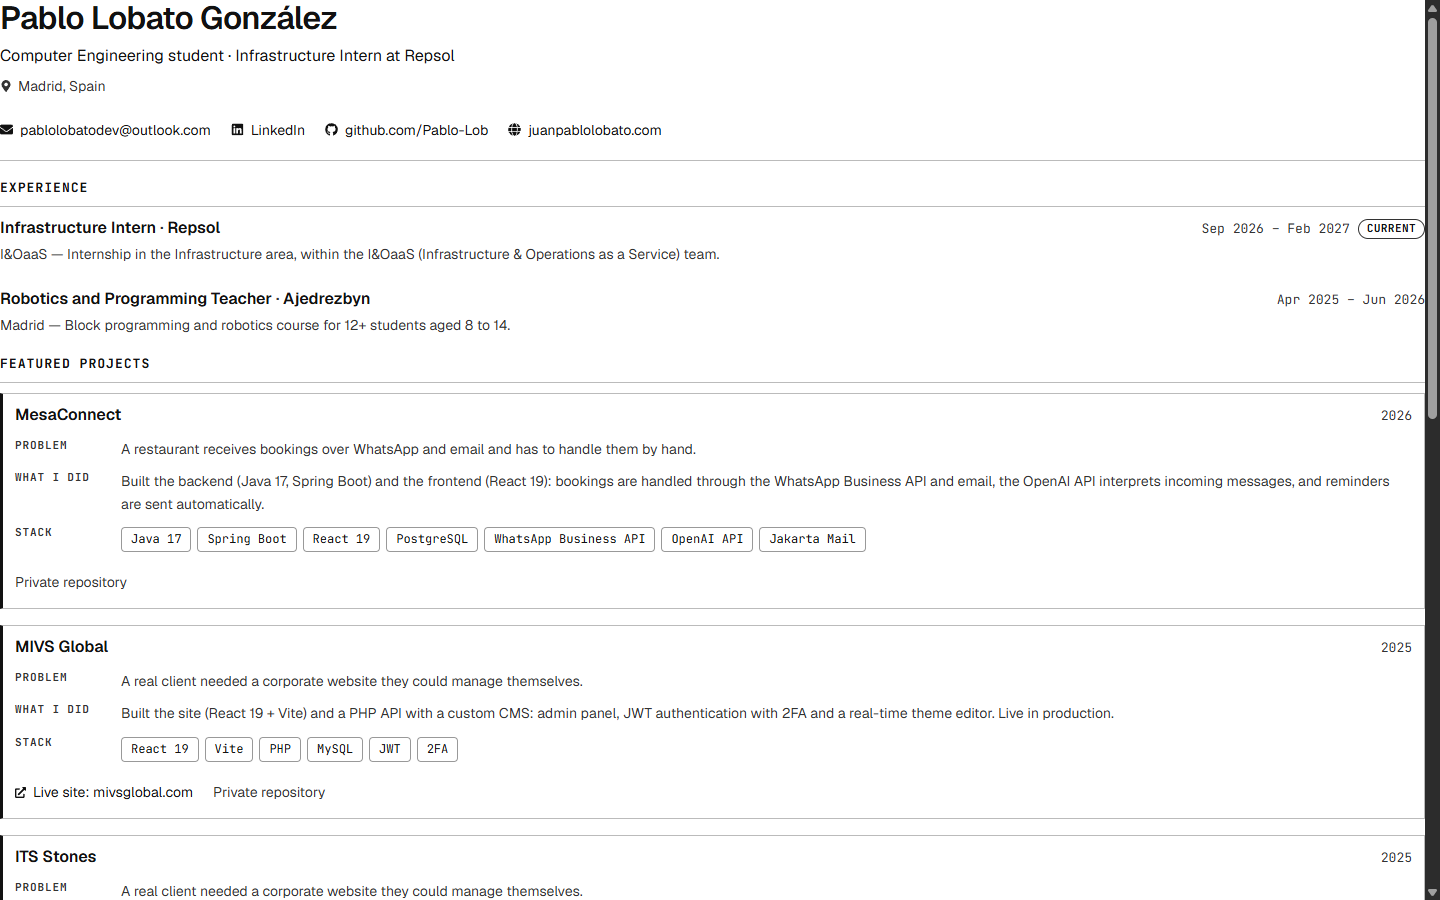 Pablo Lobato González
Computer Engineering student · Infrastructure Intern at Repsol
Madrid, Spain
pablolobatodev@outlook.com LinkedIn github.com/Pablo-Lob juanpablolobato.com
EXPERIENCE
Infrastructure Intern · Repsol Sep 2026 – Feb 2027 CURRENT
I&OaaS — Internship in the Infrastructure area, within the I&OaaS (Infrastructure & Operations as a Service) team.
Robotics and Programming Teacher · Ajedrezbyn Apr 2025 – Jun 2026
Madrid — Block programming and robotics course for 12+ students aged 8 to 14.
FEATURED PROJECTS
MesaConnect 2026
PROBLEM A restaurant receives bookings over WhatsApp and email and has to handle them by hand.
WHAT I DID Built the backend (Java 17, Spring Boot) and the frontend (React 19): bookings are handled through the WhatsApp Business API and email, the OpenAI API interprets incoming messages, and reminders
are sent automatically.
STACK Java 17 Spring Boot React 19 PostgreSQL WhatsApp Business API OpenAI API Jakarta Mail
Private repository
MIVS Global 2025
PROBLEM A real client needed a corporate website they could manage themselves.
WHAT I DID Built the site (React 19 + Vite) and a PHP API with a custom CMS: admin panel, JWT authentication with 2FA and a real-time theme editor. Live in production.
STACK React 19 Vite PHP MySQL JWT 2FA
Live site: mivsglobal.com Private repository
ITS Stones 2025
PROBLEM A real client needed a corporate website they could manage themselves.